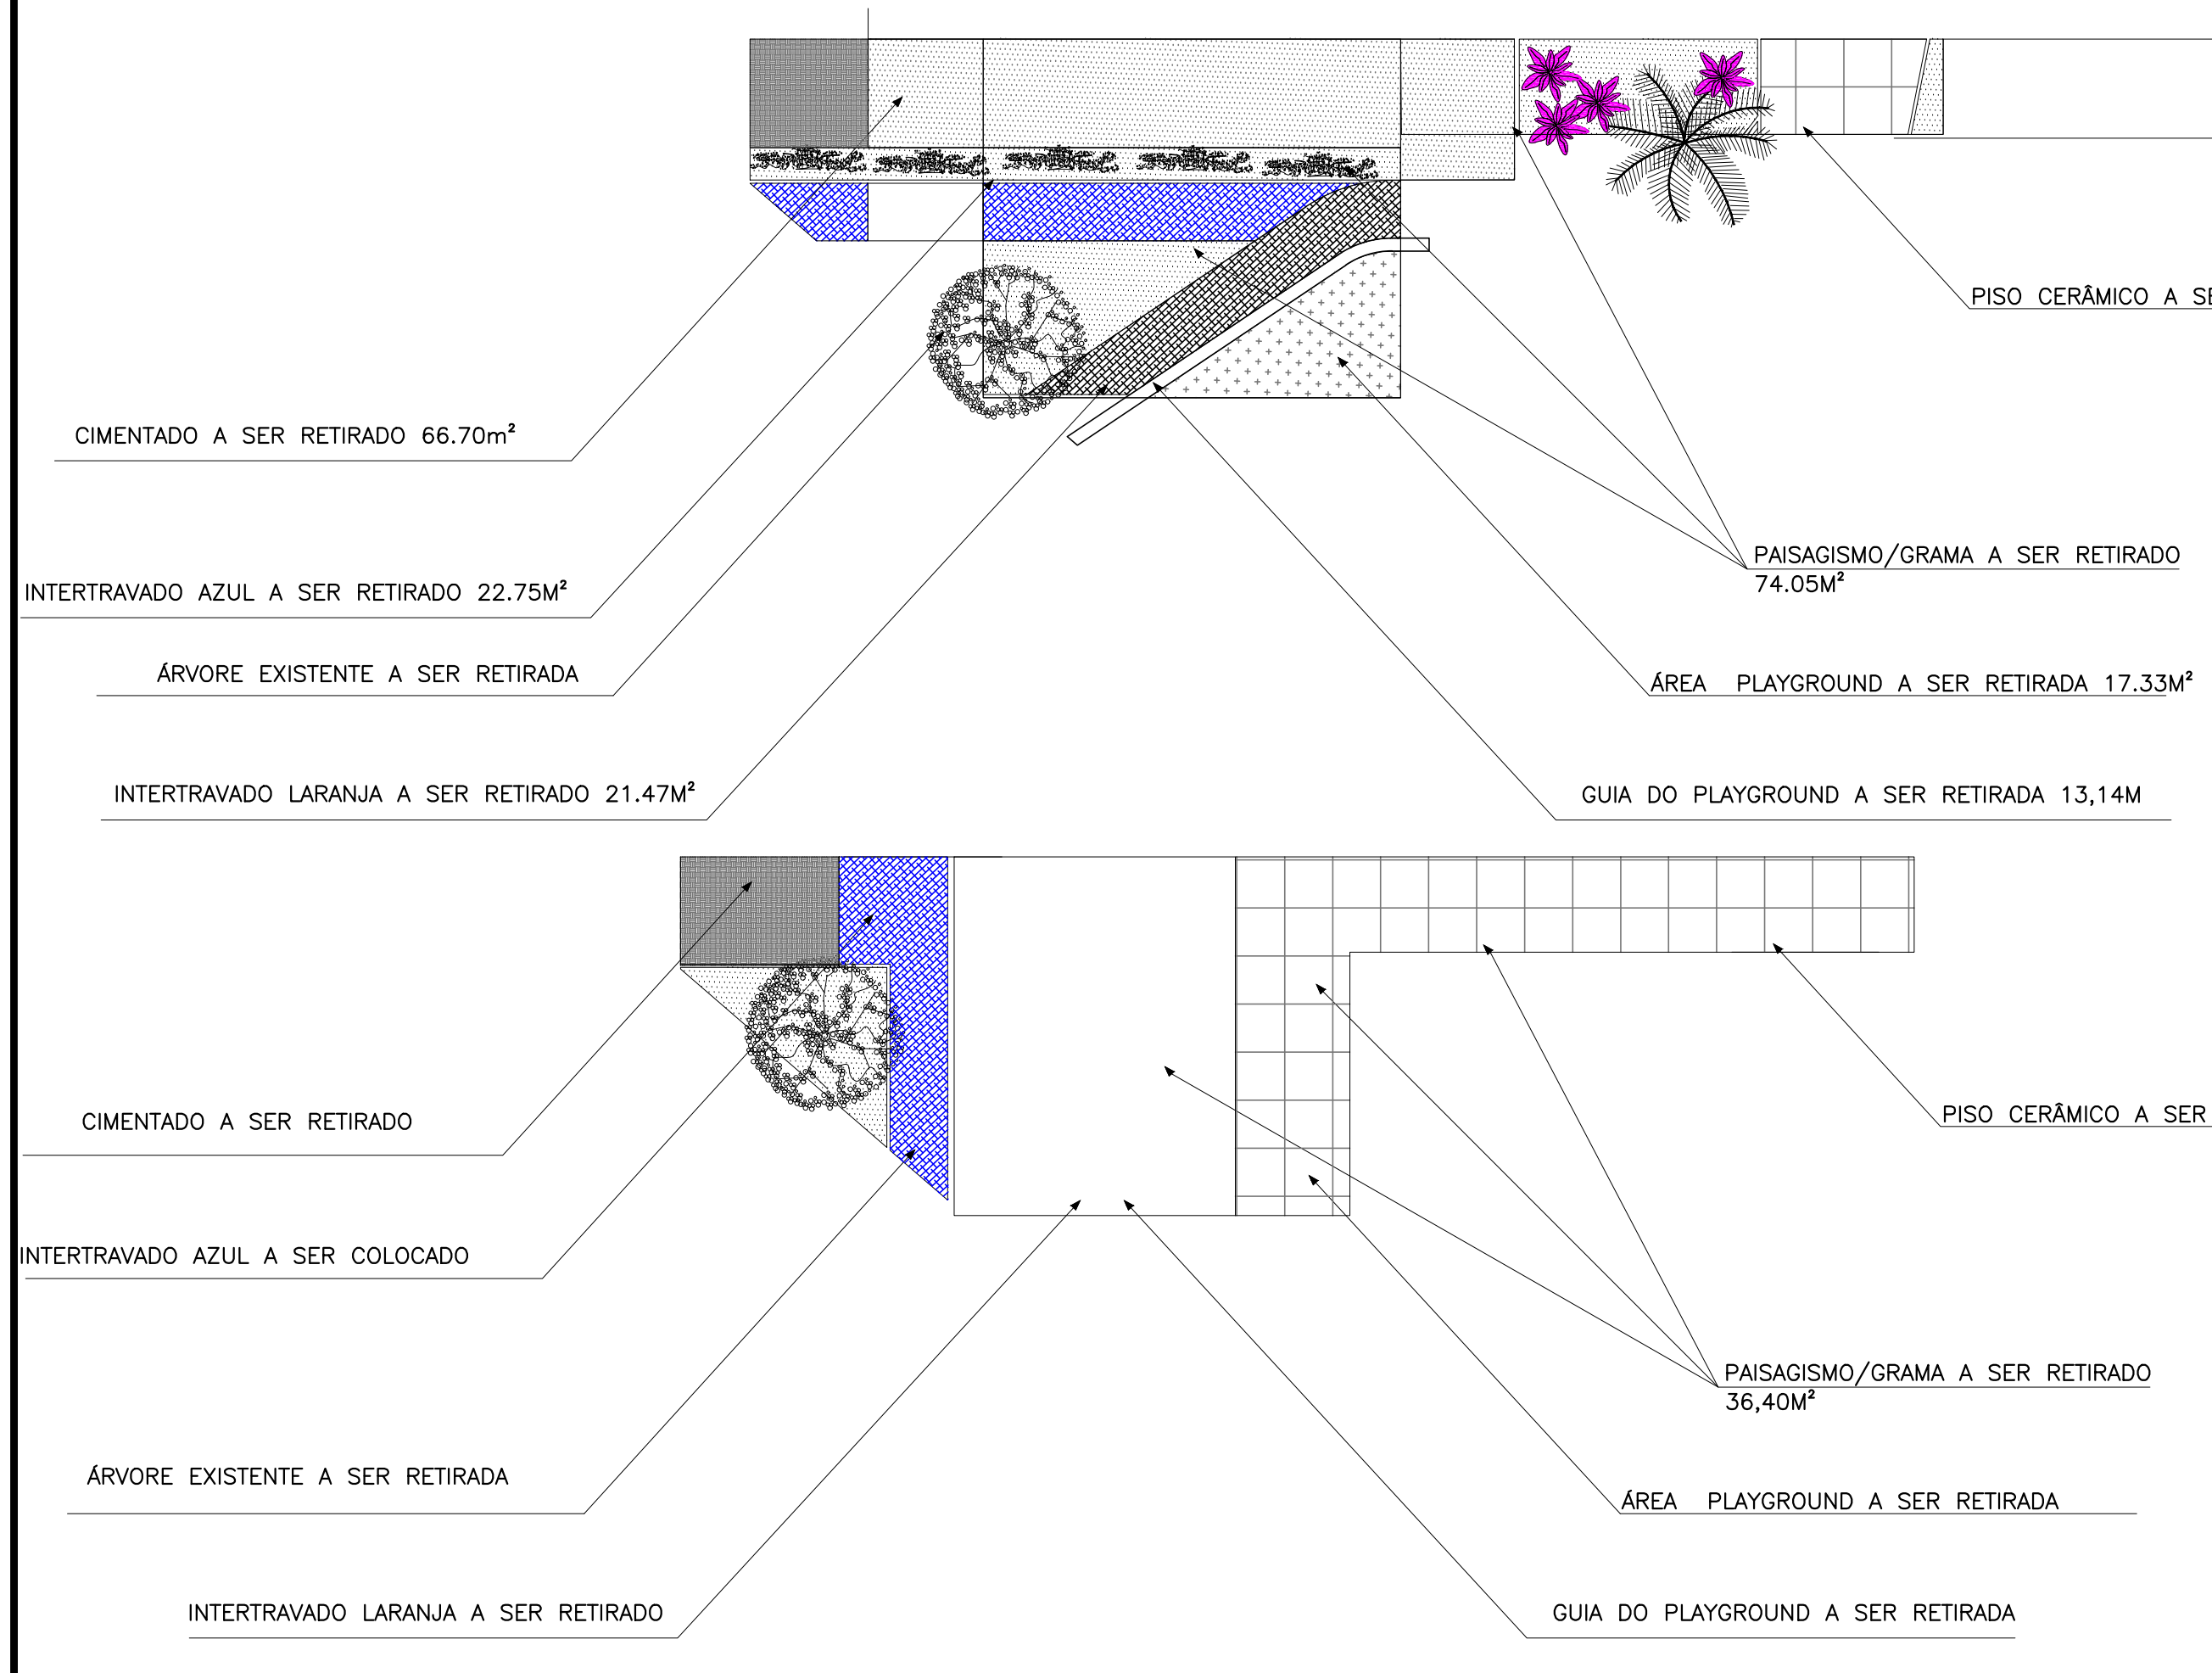 PISO CERÂMICO A SE
CIMENTADO A SER RETIRADO 66.70m²
PAISAGISMO/GRAMA A SER RETIRADO
74.05M²
INTERTRAVADO AZUL A SER RETIRADO 22.75M²
ÁRVORE EXISTENTE A SER RETIRADA
ÁREA PLAYGROUND A SER RETIRADA 17.33M²
INTERTRAVADO LARANJA A SER RETIRADO 21.47M²
GUIA DO PLAYGROUND A SER RETIRADA 13,14M
CIMENTADO A SER RETIRADO
PISO CERÂMICO A SER
INTERTRAVADO AZUL A SER COLOCADO
PAISAGISMO/GRAMA A SER RETIRADO
36,40M²
ÁRVORE EXISTENTE A SER RETIRADA
ÁREA PLAYGROUND A SER RETIRADA
INTERTRAVADO LARANJA A SER RETIRADO
GUIA DO PLAYGROUND A SER RETIRADA